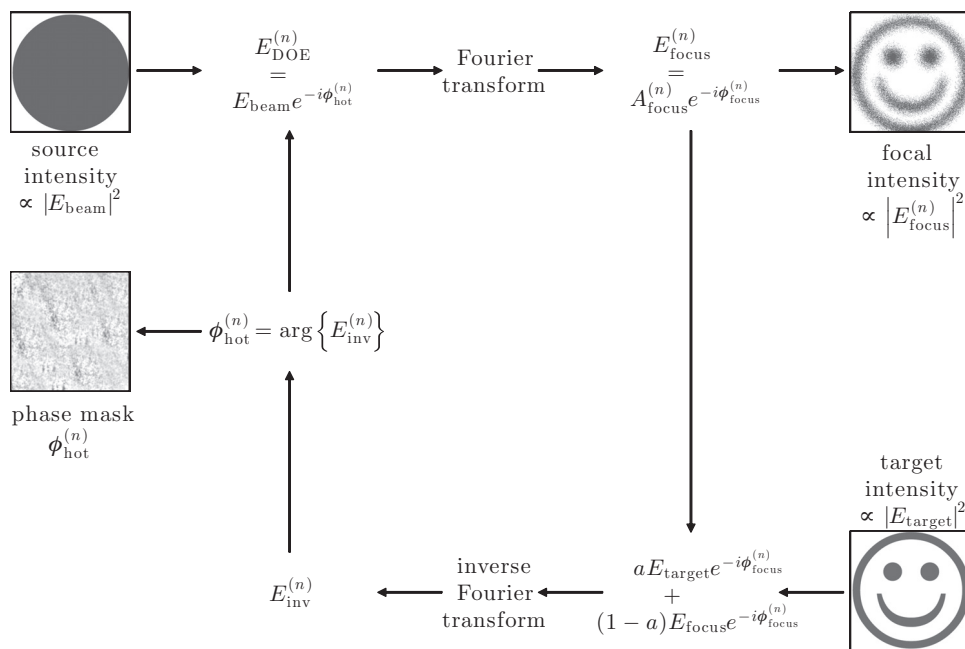 source
intensity
∝ |E_beam|^2
E_DOE^(n)
=
E_beam e^{-iϕ_hot^(n)}
Fourier
transform
E_focus^(n)
=
A_focus^(n) e^{-iϕ_focus^(n)}
focal
intensity
∝ |E_focus^(n)|^2
ϕ_hot^(n) = arg {E_inv^(n)}
phase mask
ϕ_hot^(n)
target
intensity
∝ |E_target|^2
E_inv^(n)
inverse
Fourier
transform
aE_target e^{-iϕ_focus^(n)}
+
(1 − a)E_focus e^{-iϕ_focus^(n)}